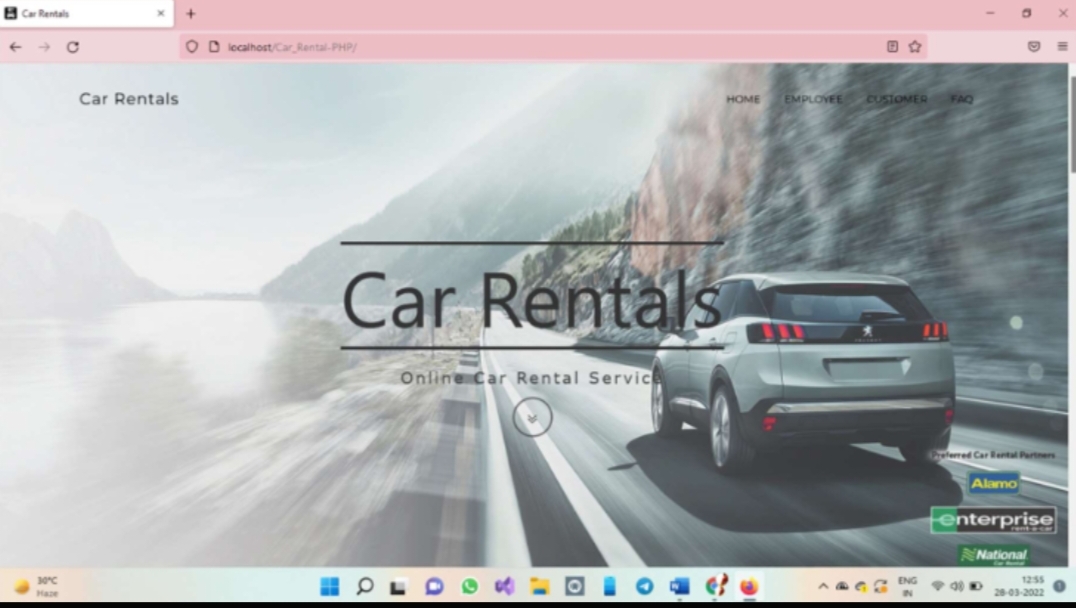 Car Rentals
localhost/Car_Rental-PHP/
Car Rentals
HOME EMPLOYEE CUSTOMER FAQ
Car Rentals
Online Car Rental Service
Preferred Car Rental Partners
Alamo
enterprise
rent-a-car
National
Car Rental
30°C
Haze
ENG
IN
12:55
28-03-2022